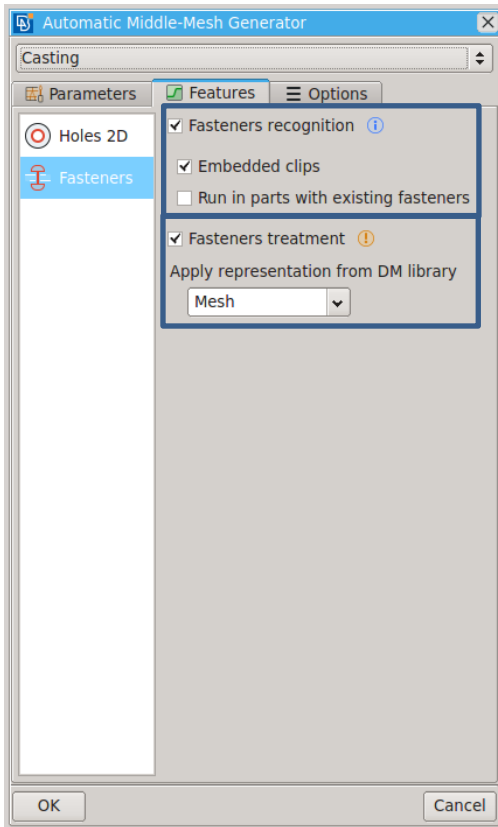 Automatic Middle-Mesh Generator
Casting
Parameters
Features
Options
Holes 2D
Fasteners
Fasteners recognition
Embedded clips
Run in parts with existing fasteners
Fasteners treatment
Apply representation from DM library
Mesh
OK
Cancel